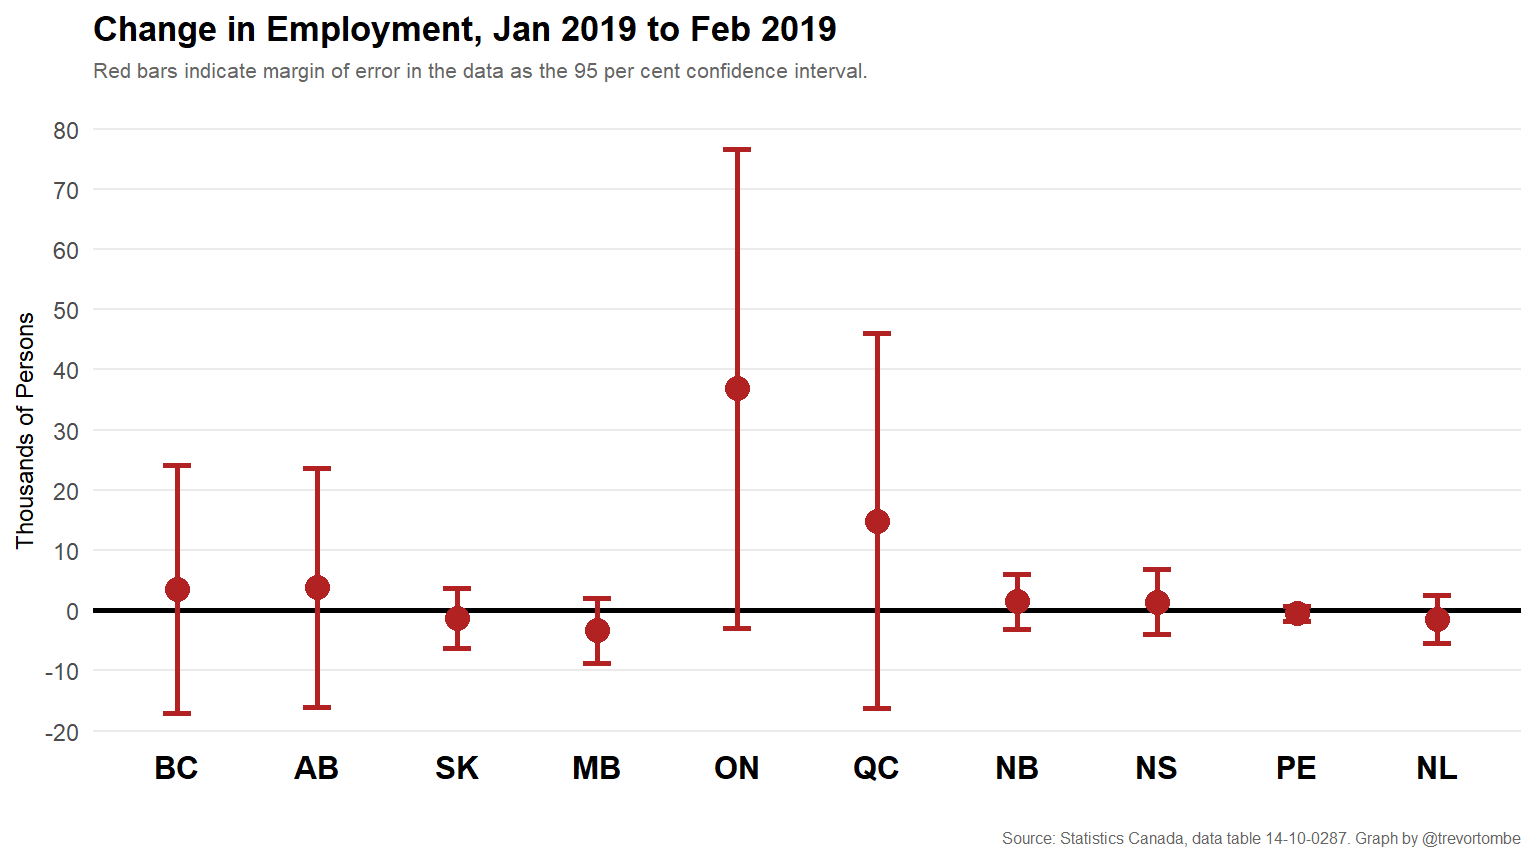 Change in Employment, Jan 2019 to Feb 2019
Red bars indicate margin of error in the data as the 95 per cent confidence interval.
Thousands of Persons
80
70
60
50
40
30
20
10
0
-10
-20
BC AB SK MB ON QC NB NS PE NL
Source: Statistics Canada, data table 14-10-0287. Graph by @trevortombe